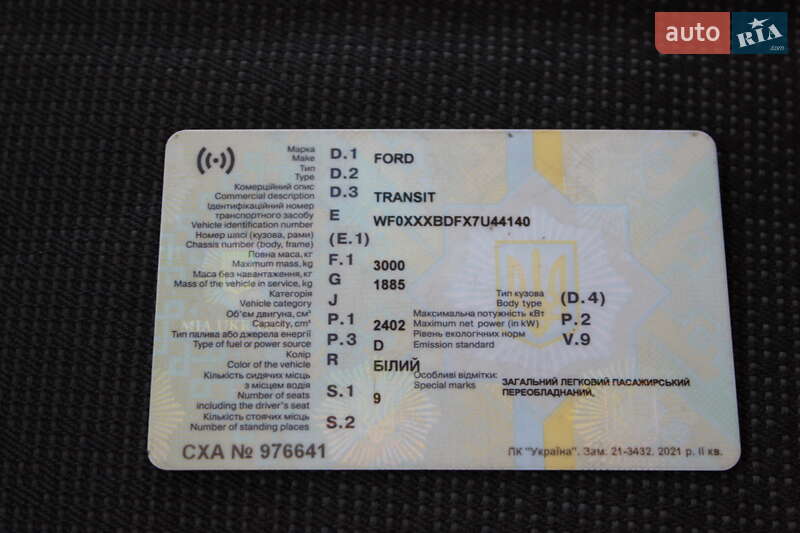 auto RIA.com
Марка
Make D.1 FORD
Тип
Type D.2
Комерційний опис
Commercial description D.3 TRANSIT
Ідентифікаційний номер
транспортного засобу
Vehicle identification number E WF0XXXBDFX7U44140
Номер шасі (кузова, рами)
Chassis number (body, frame) (E.1)
Повна маса, кг
Maximum mass, kg F.1 3000
Маса без навантаження, кг
Mass of the vehicle in service, kg G 1885
Категорія
Vehicle category J
Тип кузова
Body type (D.4)
Об'єм двигуна, см³
Capacity, cm³ P.1 2402
Максимальна потужність кВт
Maximum net power (in kW) P.2
Тип палива або джерела енергії
Type of fuel or power source P.3 D
Рівень екологічних норм
Emission standard V.9
Колір
Color of the vehicle R БІЛИЙ
Кількість сидячих місць
з місцем водія
Number of seats
including the driver's seat S.1 9
Особливі відмітки:
Special marks ЗАГАЛЬНИЙ ЛЕГКОВИЙ ПАСАЖИРСЬКИЙ
ПЕРЕОБЛАДНАНИЙ,
Кількість стоячих місць
Number of standing places S.2
СХА № 976641
ПК "Україна". Зам. 21-3432. 2021 р. II кв.